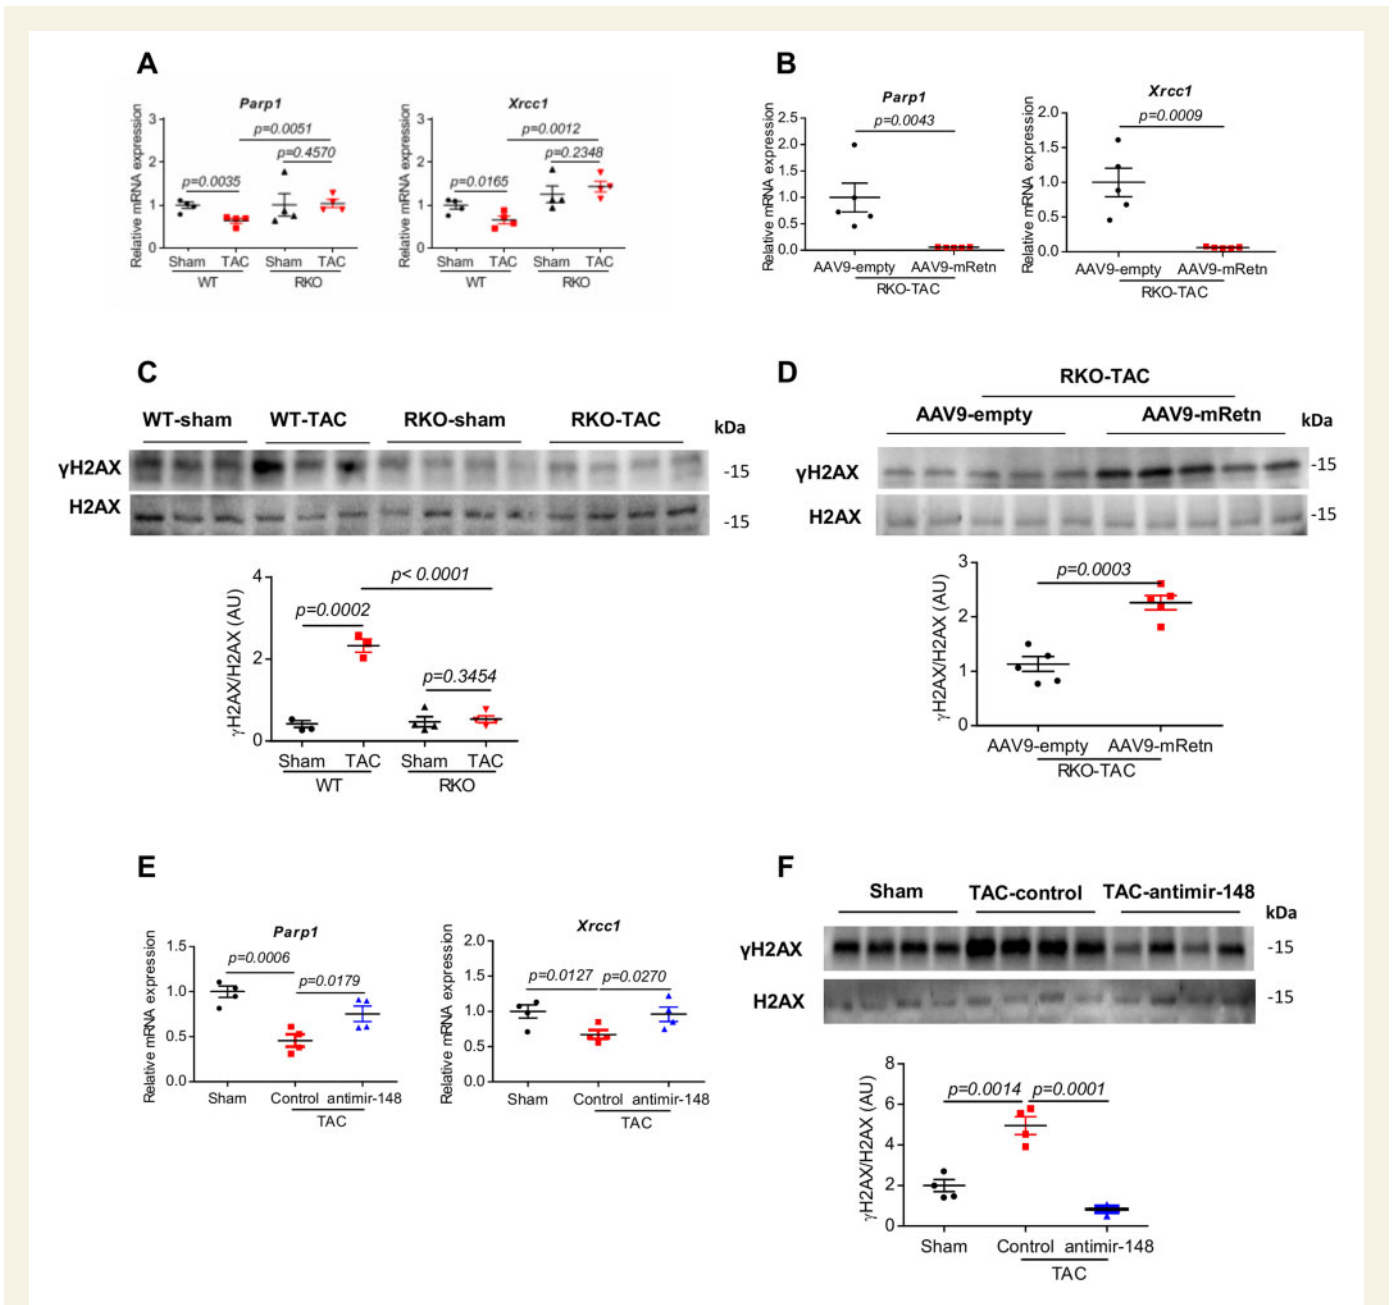 A
Parp1
Relative mRNA expression
3
2
1
0
p=0.0051
p=0.4570
p=0.0035
Sham TAC Sham TAC
WT RKO
Xrcc1
Relative mRNA expression
3
2
1
0
p=0.0012
p=0.2348
p=0.0165
Sham TAC Sham TAC
WT RKO
B
Parp1
Relative mRNA expression
2.5
2.0
1.5
1.0
0.5
0.0
p=0.0043
AAV9-empty AAV9-mRetn
RKO-TAC
Xrcc1
Relative mRNA expression
2.0
1.5
1.0
0.5
0.0
p=0.0009
AAV9-empty AAV9-mRetn
RKO-TAC
C
WT-sham WT-TAC RKO-sham RKO-TAC
kDa
γH2AX -15
H2AX -15
γH2AX/H2AX (AU)
4
2
0
p< 0.0001
p=0.0002
p=0.3454
Sham TAC Sham TAC
WT RKO
D
RKO-TAC
AAV9-empty AAV9-mRetn
kDa
γH2AX -15
H2AX -15
γH2AX/H2AX (AU)
3
2
1
0
p=0.0003
AAV9-empty AAV9-mRetn
RKO-TAC
E
Parp1
Relative mRNA expression
1.5
1.0
0.5
0.0
p=0.0006
p=0.0179
Sham Control antimir-148
TAC
Xrcc1
Relative mRNA expression
2.0
1.5
1.0
0.5
0.0
p=0.0127 p=0.0270
Sham Control antimir-148
TAC
F
Sham TAC-control TAC-antimir-148
kDa
γH2AX -15
H2AX -15
γH2AX/H2AX (AU)
8
6
4
2
0
p=0.0014 p=0.0001
Sham Control antimir-148
TAC